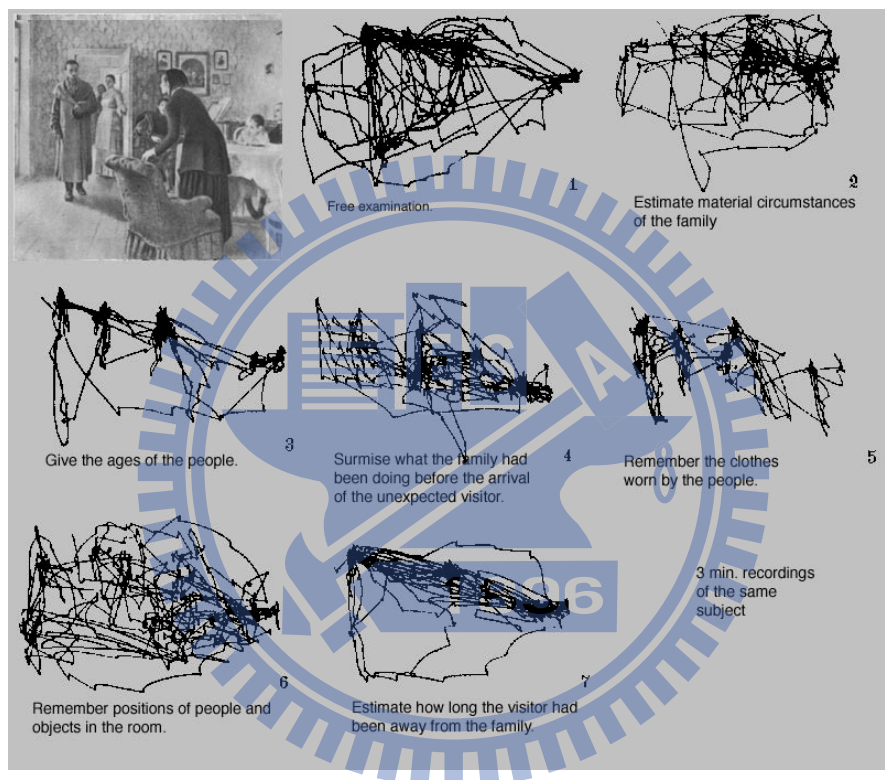 1
Free examination.
2
Estimate material circumstances
of the family
3
Give the ages of the people.
4
Surmise what the family had
been doing before the arrival
of the unexpected visitor.
5
Remember the clothes
worn by the people.
6
Remember positions of people and
objects in the room.
7
Estimate how long the visitor had
been away from the family.
3 min. recordings
of the same
subject
ES
A
1896